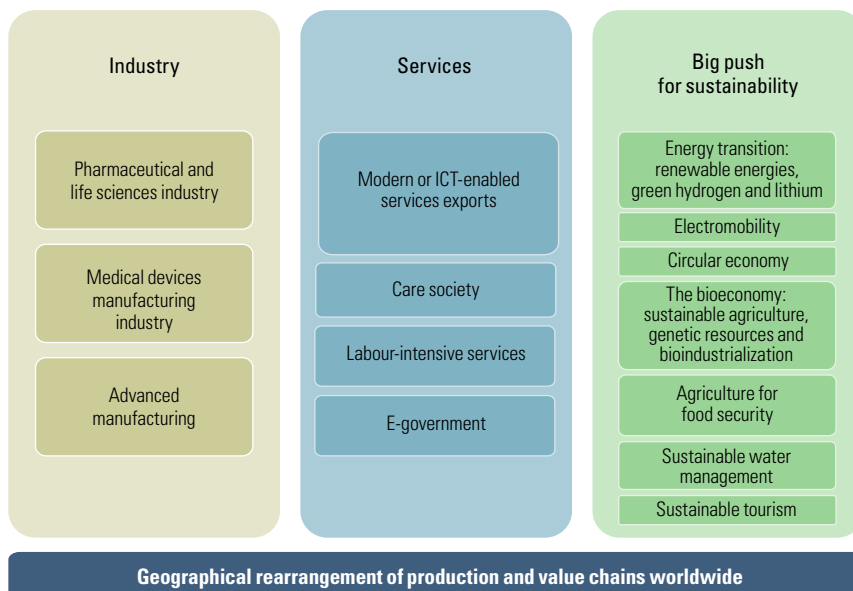 Industry
Pharmaceutical and
life sciences industry
Medical devices
manufacturing
industry
Advanced
manufacturing
Services
Modern or ICT-enabled
services exports
Care society
Labour-intensive services
E-government
Big push
for sustainability
Energy transition:
renewable energies,
green hydrogen and lithium
Electromobility
Circular economy
The bioeconomy:
sustainable agriculture,
genetic resources and
bioindustrialization
Agriculture for
food security
Sustainable water
management
Sustainable tourism
Geographical rearrangement of production and value chains worldwide